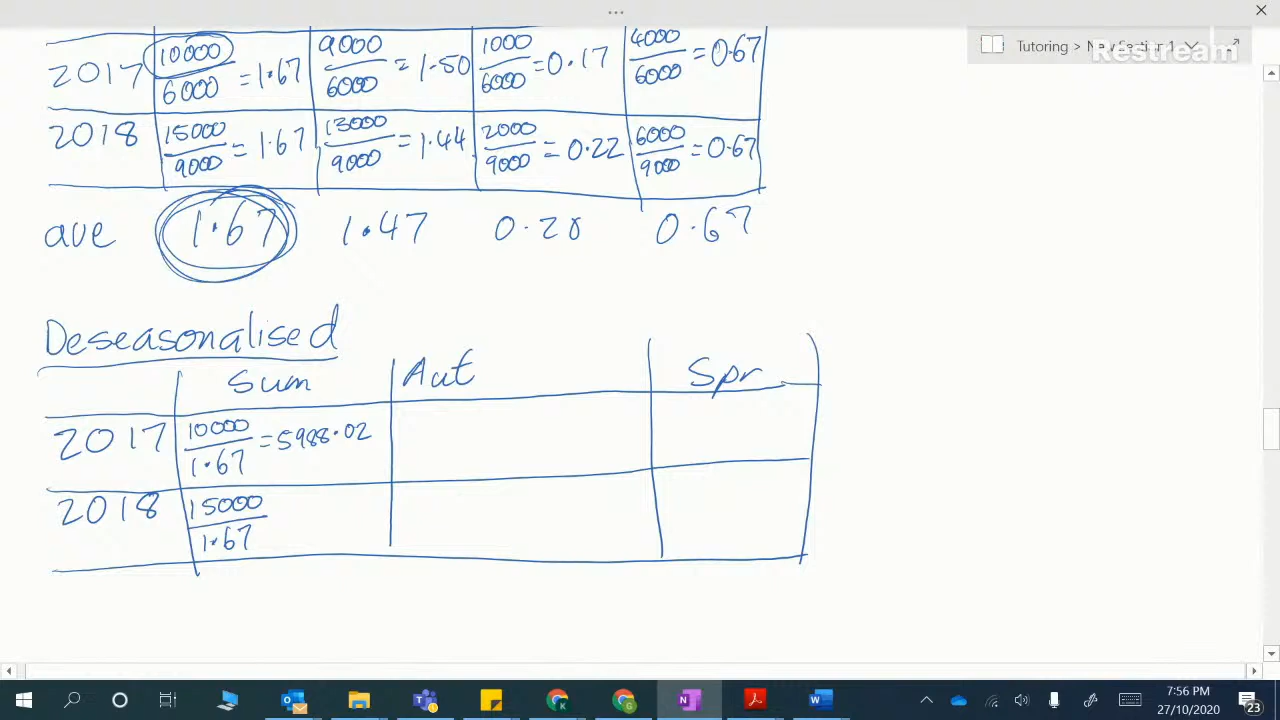 Tutoring > New Section 1
Restream
2017 10000/6000 = 1.67 9000/6000 = 1.50 1000/6000 = 0.17 4000/6000 = 0.67
2018 15000/9000 = 1.67 13000/9000 = 1.44 2000/9000 = 0.22 6000/9000 = 0.67
ave 1.67 1.47 0.20 0.67
Deseasonalised
Sum Aut Spr
2017 10000/1.67 = 5988.02
2018 15000/1.67
7:56 PM
27/10/2020
23